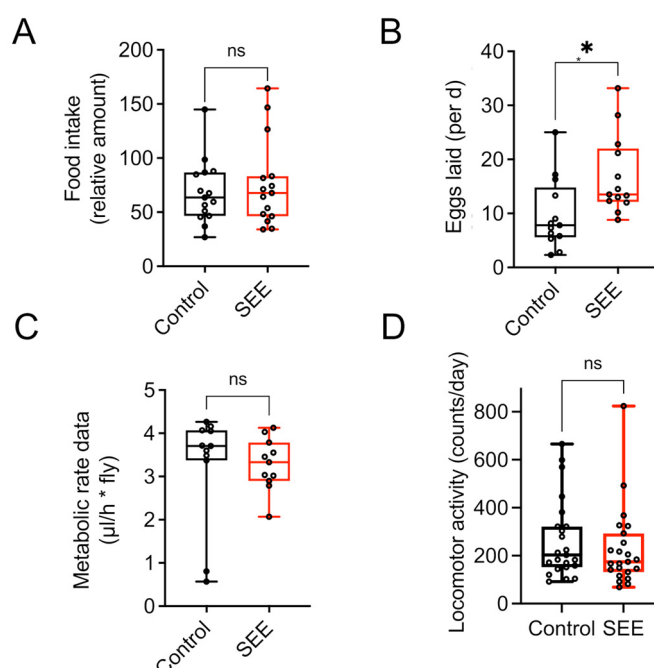 A
Food intake
(relative amount)
200
150
100
50
0
ns
Control
SEE
B
Eggs laid (per d)
40
30
20
10
0
*
*
Control
SEE
C
Metabolic rate data
(µl/h * fly)
5
4
3
2
1
0
ns
Control
SEE
D
Locomotor activity (counts/day)
800
600
400
200
0
ns
Control SEE